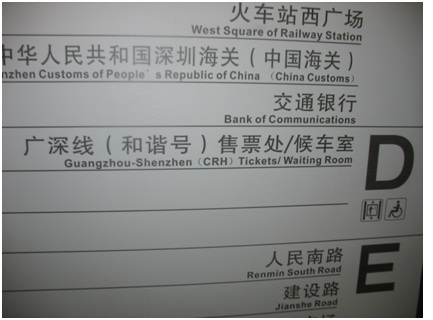 火车站西广场
West Square of Railway Station
中华人民共和国深圳海关（中国海关）
nzhen Customs of People's Republic of China (China Customs)
交通银行
Bank of Communications
广深线（和谐号）售票处/候车室
Guangzhou-Shenzhen (CRH) Tickets/ Waiting Room
D
人民南路
Renmin South Road
E
建设路
Jianshe Road